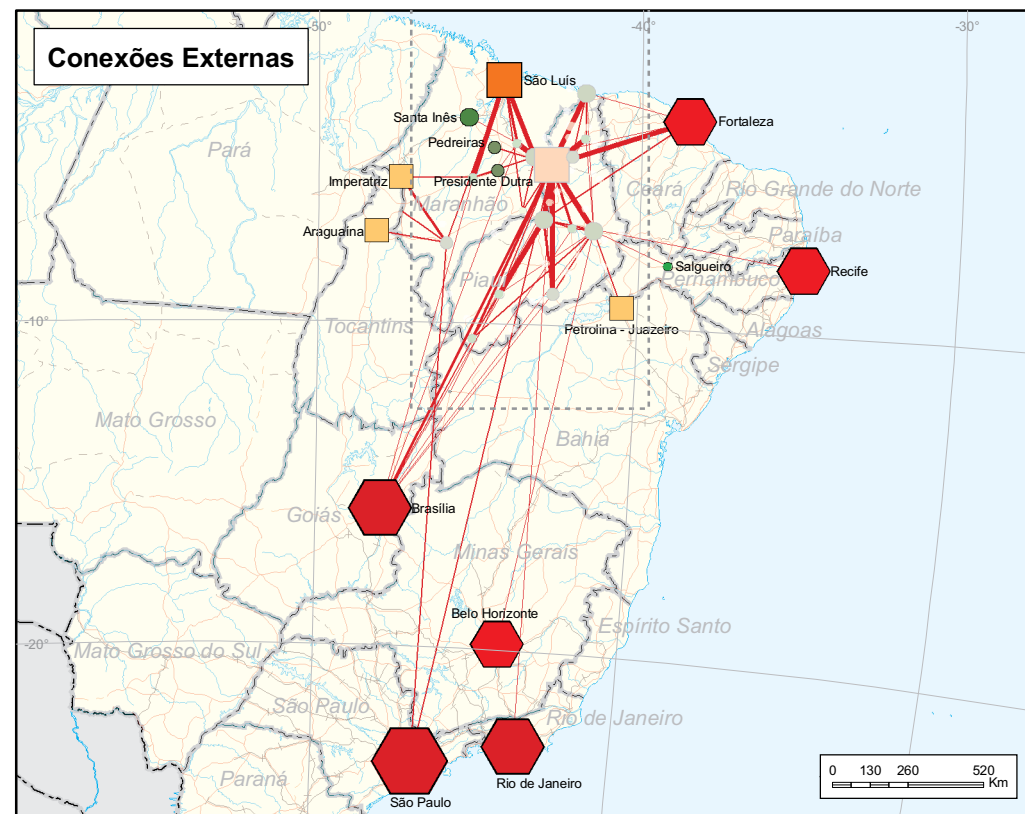 -50°
-40°
-30°
Conexões Externas
São Luís
Santa Inês
Fortaleza
Pedreiras
Pará
Imperatriz
Presidente Dutra
Ceará
Rio Grande do Norte
Maranhão
Araguaína
Paraíba
Salgueiro
Recife
Piauí
Pernambuco
-10°
Tocantins
Petrolina - Juazeiro
Alagoas
Sergipe
Mato Grosso
Bahia
Goiás
Brasília
Minas Gerais
Belo Horizonte
Espírito Santo
-20°
Mato Grosso do Sul
São Paulo
Rio de Janeiro
Paraná
Rio de Janeiro
São Paulo
0 130 260 520
Km